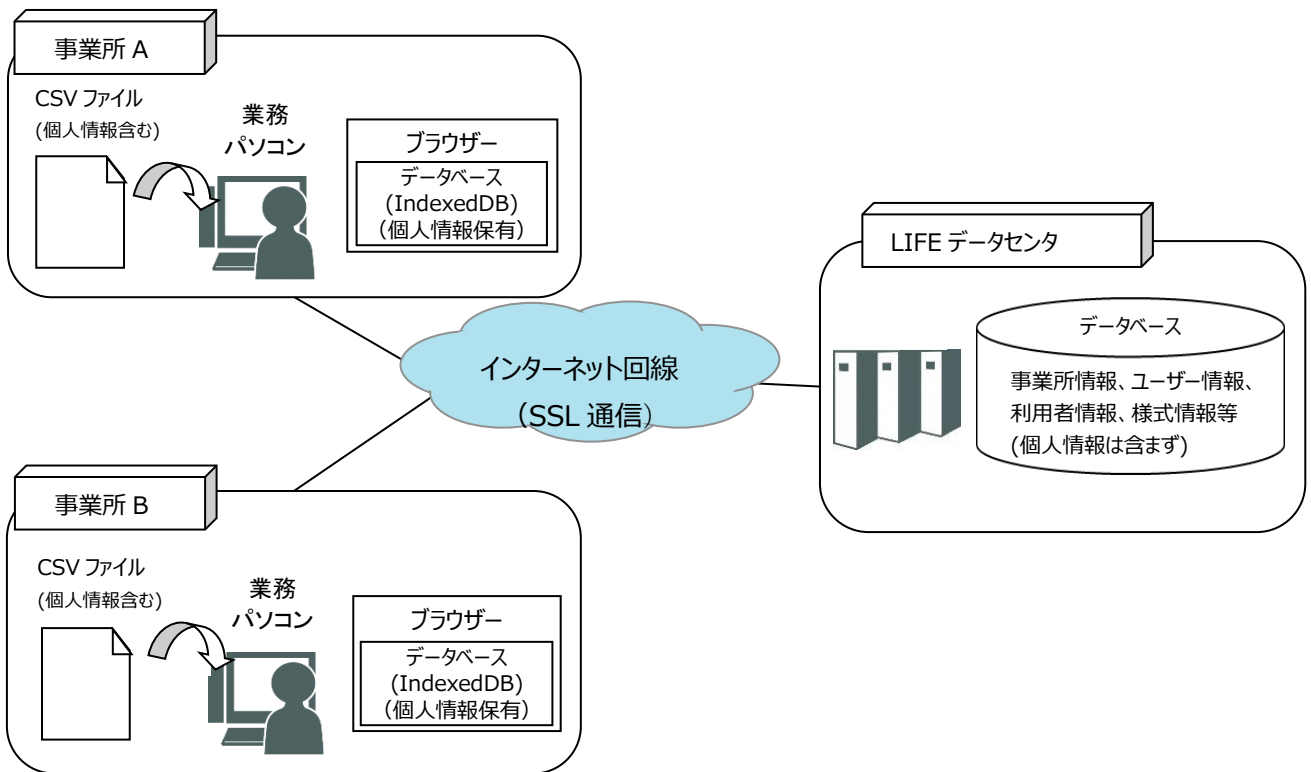 事業所 A
CSV ファイル
(個人情報含む)
業務
パソコン
ブラウザー
データベース
(IndexedDB)
（個人情報保有）
インターネット回線
（SSL 通信）
LIFE データセンタ
データベース
事業所情報、ユーザー情報、
利用者情報、様式情報等
(個人情報は含まず)
事業所 B
CSV ファイル
(個人情報含む)
業務
パソコン
ブラウザー
データベース
(IndexedDB)
（個人情報保有）